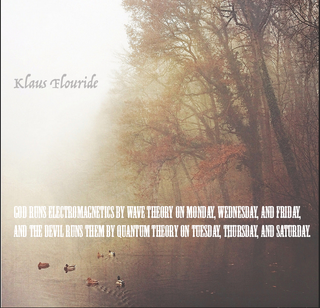 Klaus Flouride
GOD RUNS ELECTROMAGNETICS BY WAVE THEORY ON MONDAY, WEDNESDAY, AND FRIDAY,
AND THE DEVIL RUNS THEM BY QUANTUM THEORY ON TUESDAY, THURSDAY, AND SATURDAY.